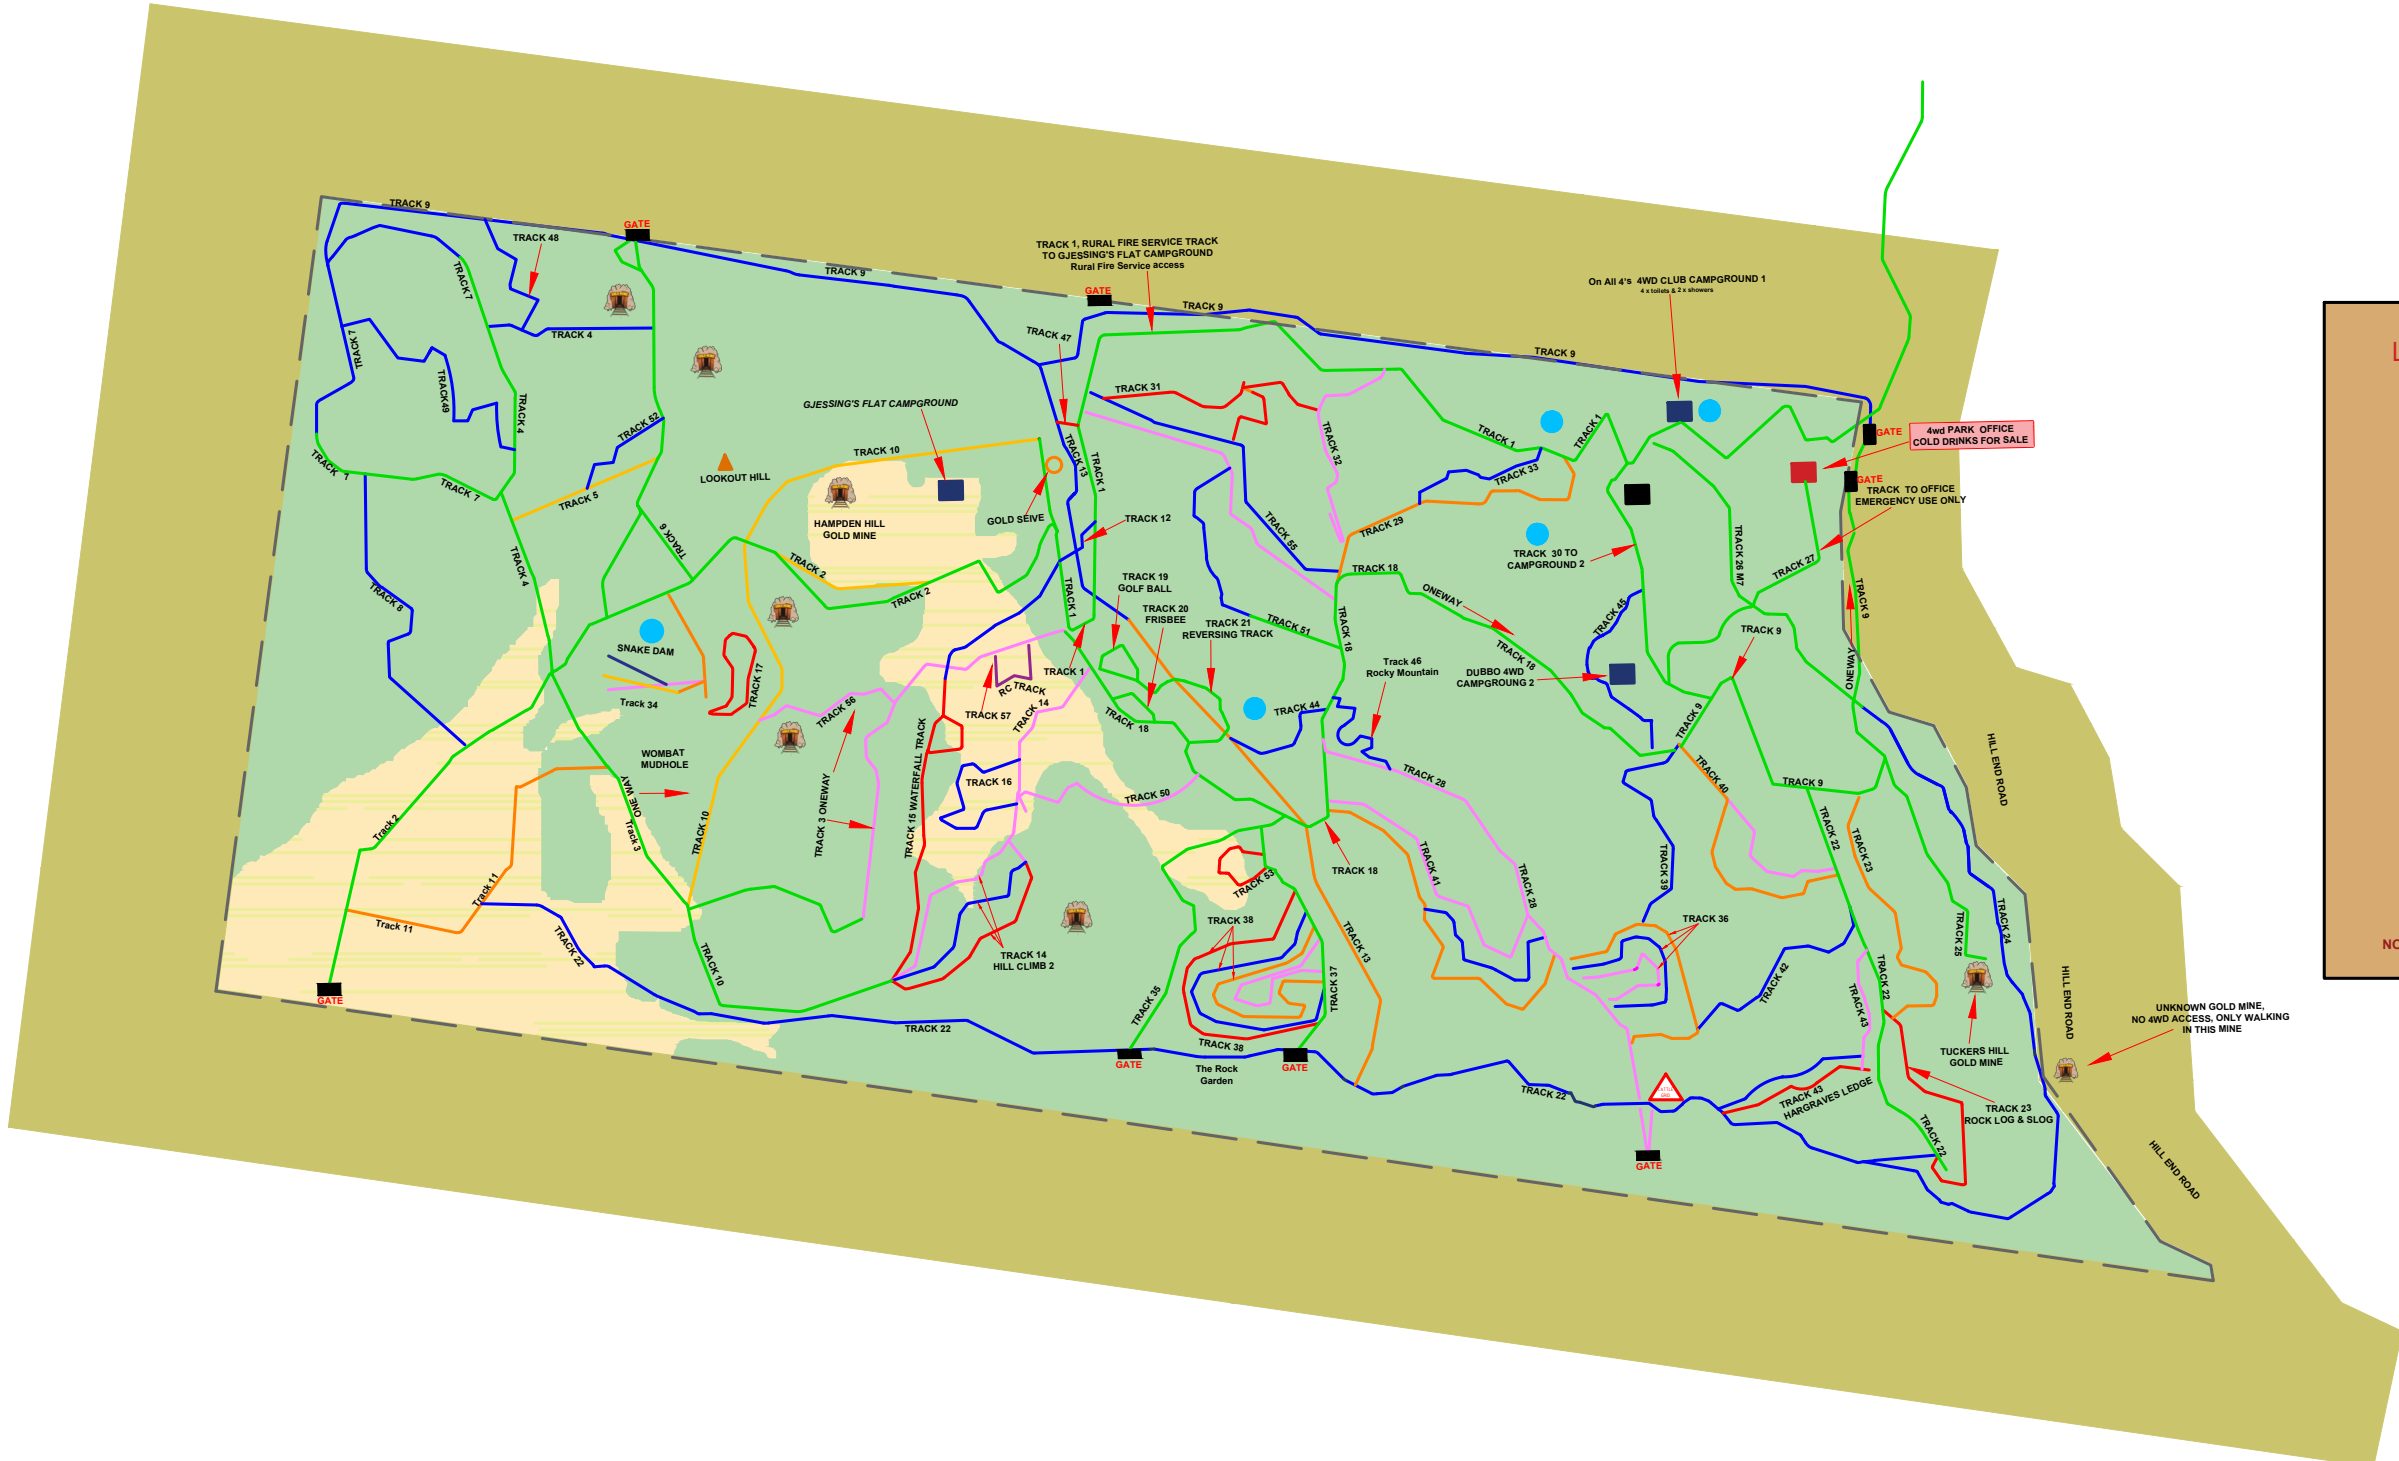 TRACK 9
GATE
TRACK 48
TRACK 7
TRACK 9
TRACK 4
TRACK 7
TRACK49
TRACK 4
TRACK 52
TRACK 7
TRACK 5
TRACK 4
TRACK 6
TRACK 8
TRACK 1, RURAL FIRE SERVICE TRACK
TO GJESSING'S FLAT CAMPGROUND
Rural Fire Service access
GATE
TRACK 9
TRACK 47
TRACK 31
On All 4's 4WD CLUB CAMPGROUND 1
4 x toilets & 2 x showers
TRACK 9
GJESSING'S FLAT CAMPGROUND
TRACK 10
LOOKOUT HILL
HAMPDEN HILL
GOLD MINE
GOLD SEIVE
TRACK 13
TRACK 1
TRACK 12
TRACK 32
TRACK 1
TRACK 1
TRACK 33
TRACK 29
GATE
4wd PARK OFFICE
COLD DRINKS FOR SALE
GATE
TRACK TO OFFICE
EMERGENCY USE ONLY
TRACK 55
TRACK 2
TRACK 2
TRACK 1
TRACK 19
GOLF BALL
TRACK 20
FRISBEE
TRACK 21
REVERSING TRACK
TRACK 51
TRACK 18
TRACK 18
ONEWAY
TRACK 18
TRACK 30 TO
CAMPGROUND 2
TRACK 26 M7
TRACK 27
TRACK 9
ONEWAY
TRACK 45
TRACK 9
DUBBO 4WD
CAMPGROUNG 2
TRACK 9
Track 46
Rocky Mountain
TRACK 44
SNAKE DAM
Track 34
TRACK 17
TRACK 56
TRACK 1
TRACK
TRACK 57
TRACK 14
TRACK 18
WOMBAT
MUDHOLE
ONE WAY
Track 3
TRACK 10
TRACK 3 ONEWAY
TRACK 15 WATERFALL TRACK
TRACK 16
TRACK 50
Track 2
Track 11
Track 11
TRACK 22
TRACK 10
TRACK 14
HILL CLIMB 2
TRACK 22
GATE
TRACK 28
TRACK 18
TRACK 41
TRACK 28
TRACK 53
TRACK 38
TRACK 13
TRACK 37
TRACK 35
TRACK 38
GATE
The Rock
Garden
GATE
TRACK 40
TRACK 9
TRACK 22
TRACK 23
TRACK 39
TRACK 36
TRACK 42
TRACK 22
TRACK 43
TRACK 25
TRACK 24
HILL END ROAD
HILL END ROAD
TUCKERS HILL
GOLD MINE
UNKNOWN GOLD MINE,
NO 4WD ACCESS, ONLY WALKING
IN THIS MINE
TRACK 22
TRACK 43
HARGRAVES LEDGE
TRACK 23
ROCK LOG & SLOG
TRACK 22
GATE
HILL END ROAD
L
NO